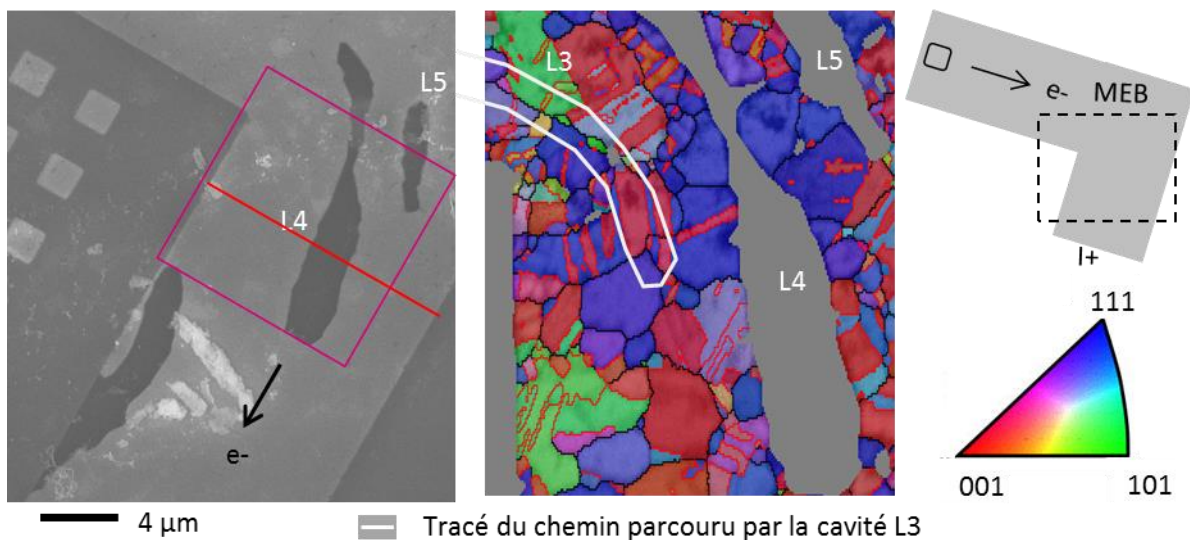 L5
L4
e-
L3
L5
L4
e- MEB
I+
111
001
101
4 µm
Tracé du chemin parcouru par la cavité L3